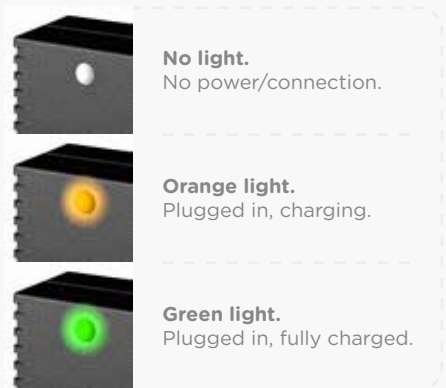 No light.
No power/connection.
Orange light.
Plugged in, charging.
Green light.
Plugged in, fully charged.